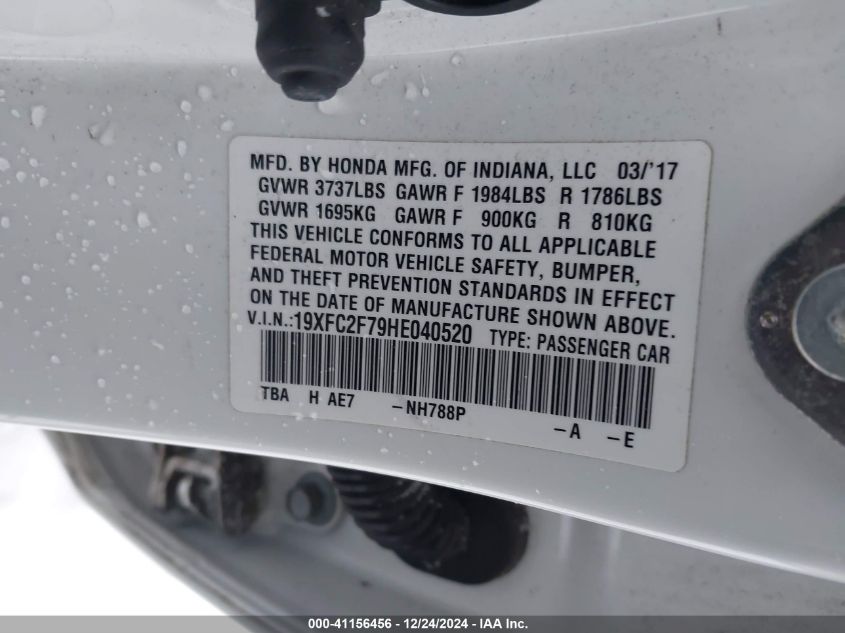 MFD. BY HONDA MFG. OF INDIANA, LLC 03/'17
GVWR 3737LBS GAWR F 1984LBS R 1786LBS
GVWR 1695KG GAWR F 900KG R 810KG
THIS VEHICLE CONFORMS TO ALL APPLICABLE
FEDERAL MOTOR VEHICLE SAFETY, BUMPER,
AND THEFT PREVENTION STANDARDS IN EFFECT
ON THE DATE OF MANUFACTURE SHOWN ABOVE.
V.I.N.:19XFC2F79HE040520 TYPE: PASSENGER CAR
TBA H AE7 -NH788P
-A -E
000-41156456 - 12/24/2024 - IAA Inc.